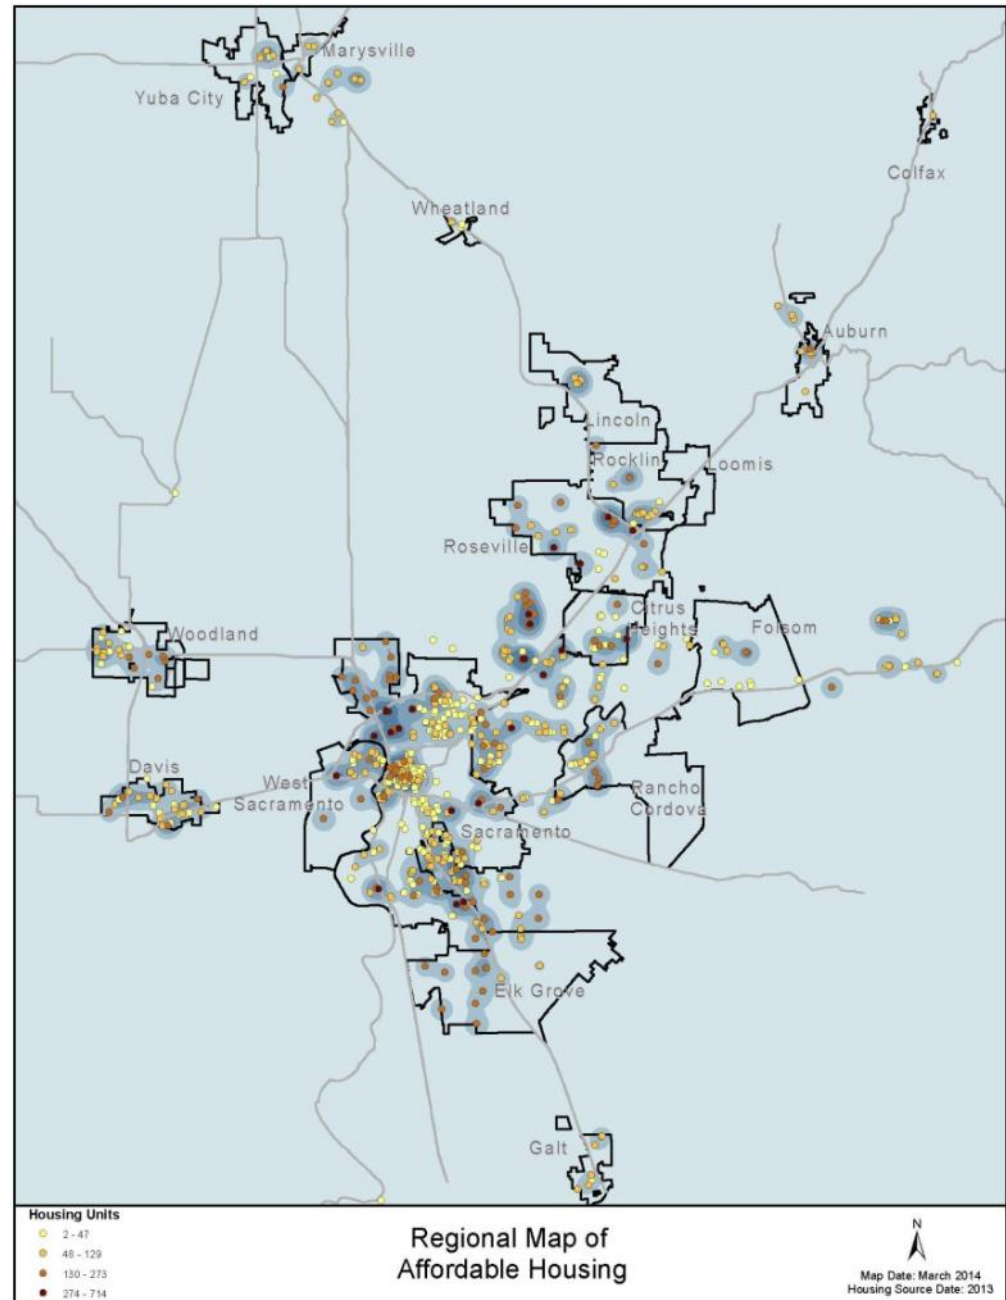 Marysville
Yuba City
Colfax
Wheatland
Auburn
Lincoln
Rocklin
Loomis
Roseville
Citrus
Heights
Folsom
Woodland
Davis
West
Sacramento
Rancho
Cordova
Sacramento
Elk Grove
Galt
Housing Units
2 - 47
48 - 129
130 - 273
274 - 714
Regional Map of
Affordable Housing
N
Map Date: March 2014
Housing Source Date: 2013